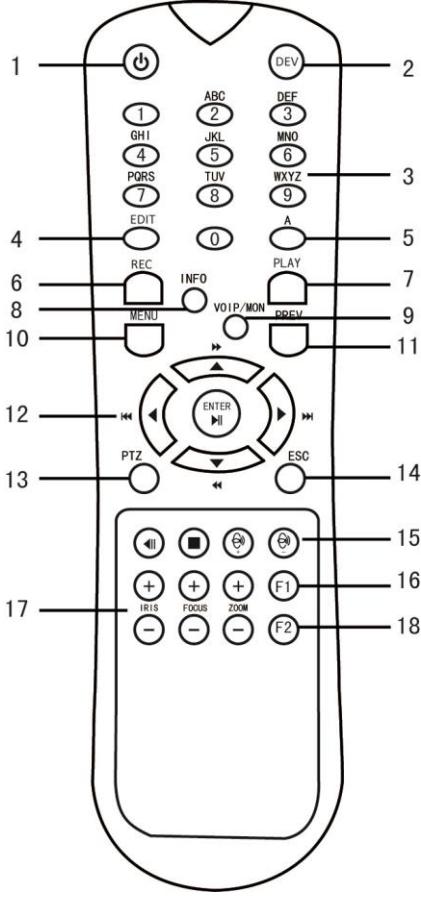 1 DEV 2
ABC DEF
1 2 3
GHI JKL MNO
4 5 6
PQRS TUV WXYZ 3
7 8 9
EDIT A
4 0 5
REC INFO PLAY
6 7
8 VOIP/MON 9
10 MENU PREV 11
12 ENTER
PTZ ESC
13 14
15
+ + + F1 16
17 IRIS FOCUS ZOOM
- - - F2 18